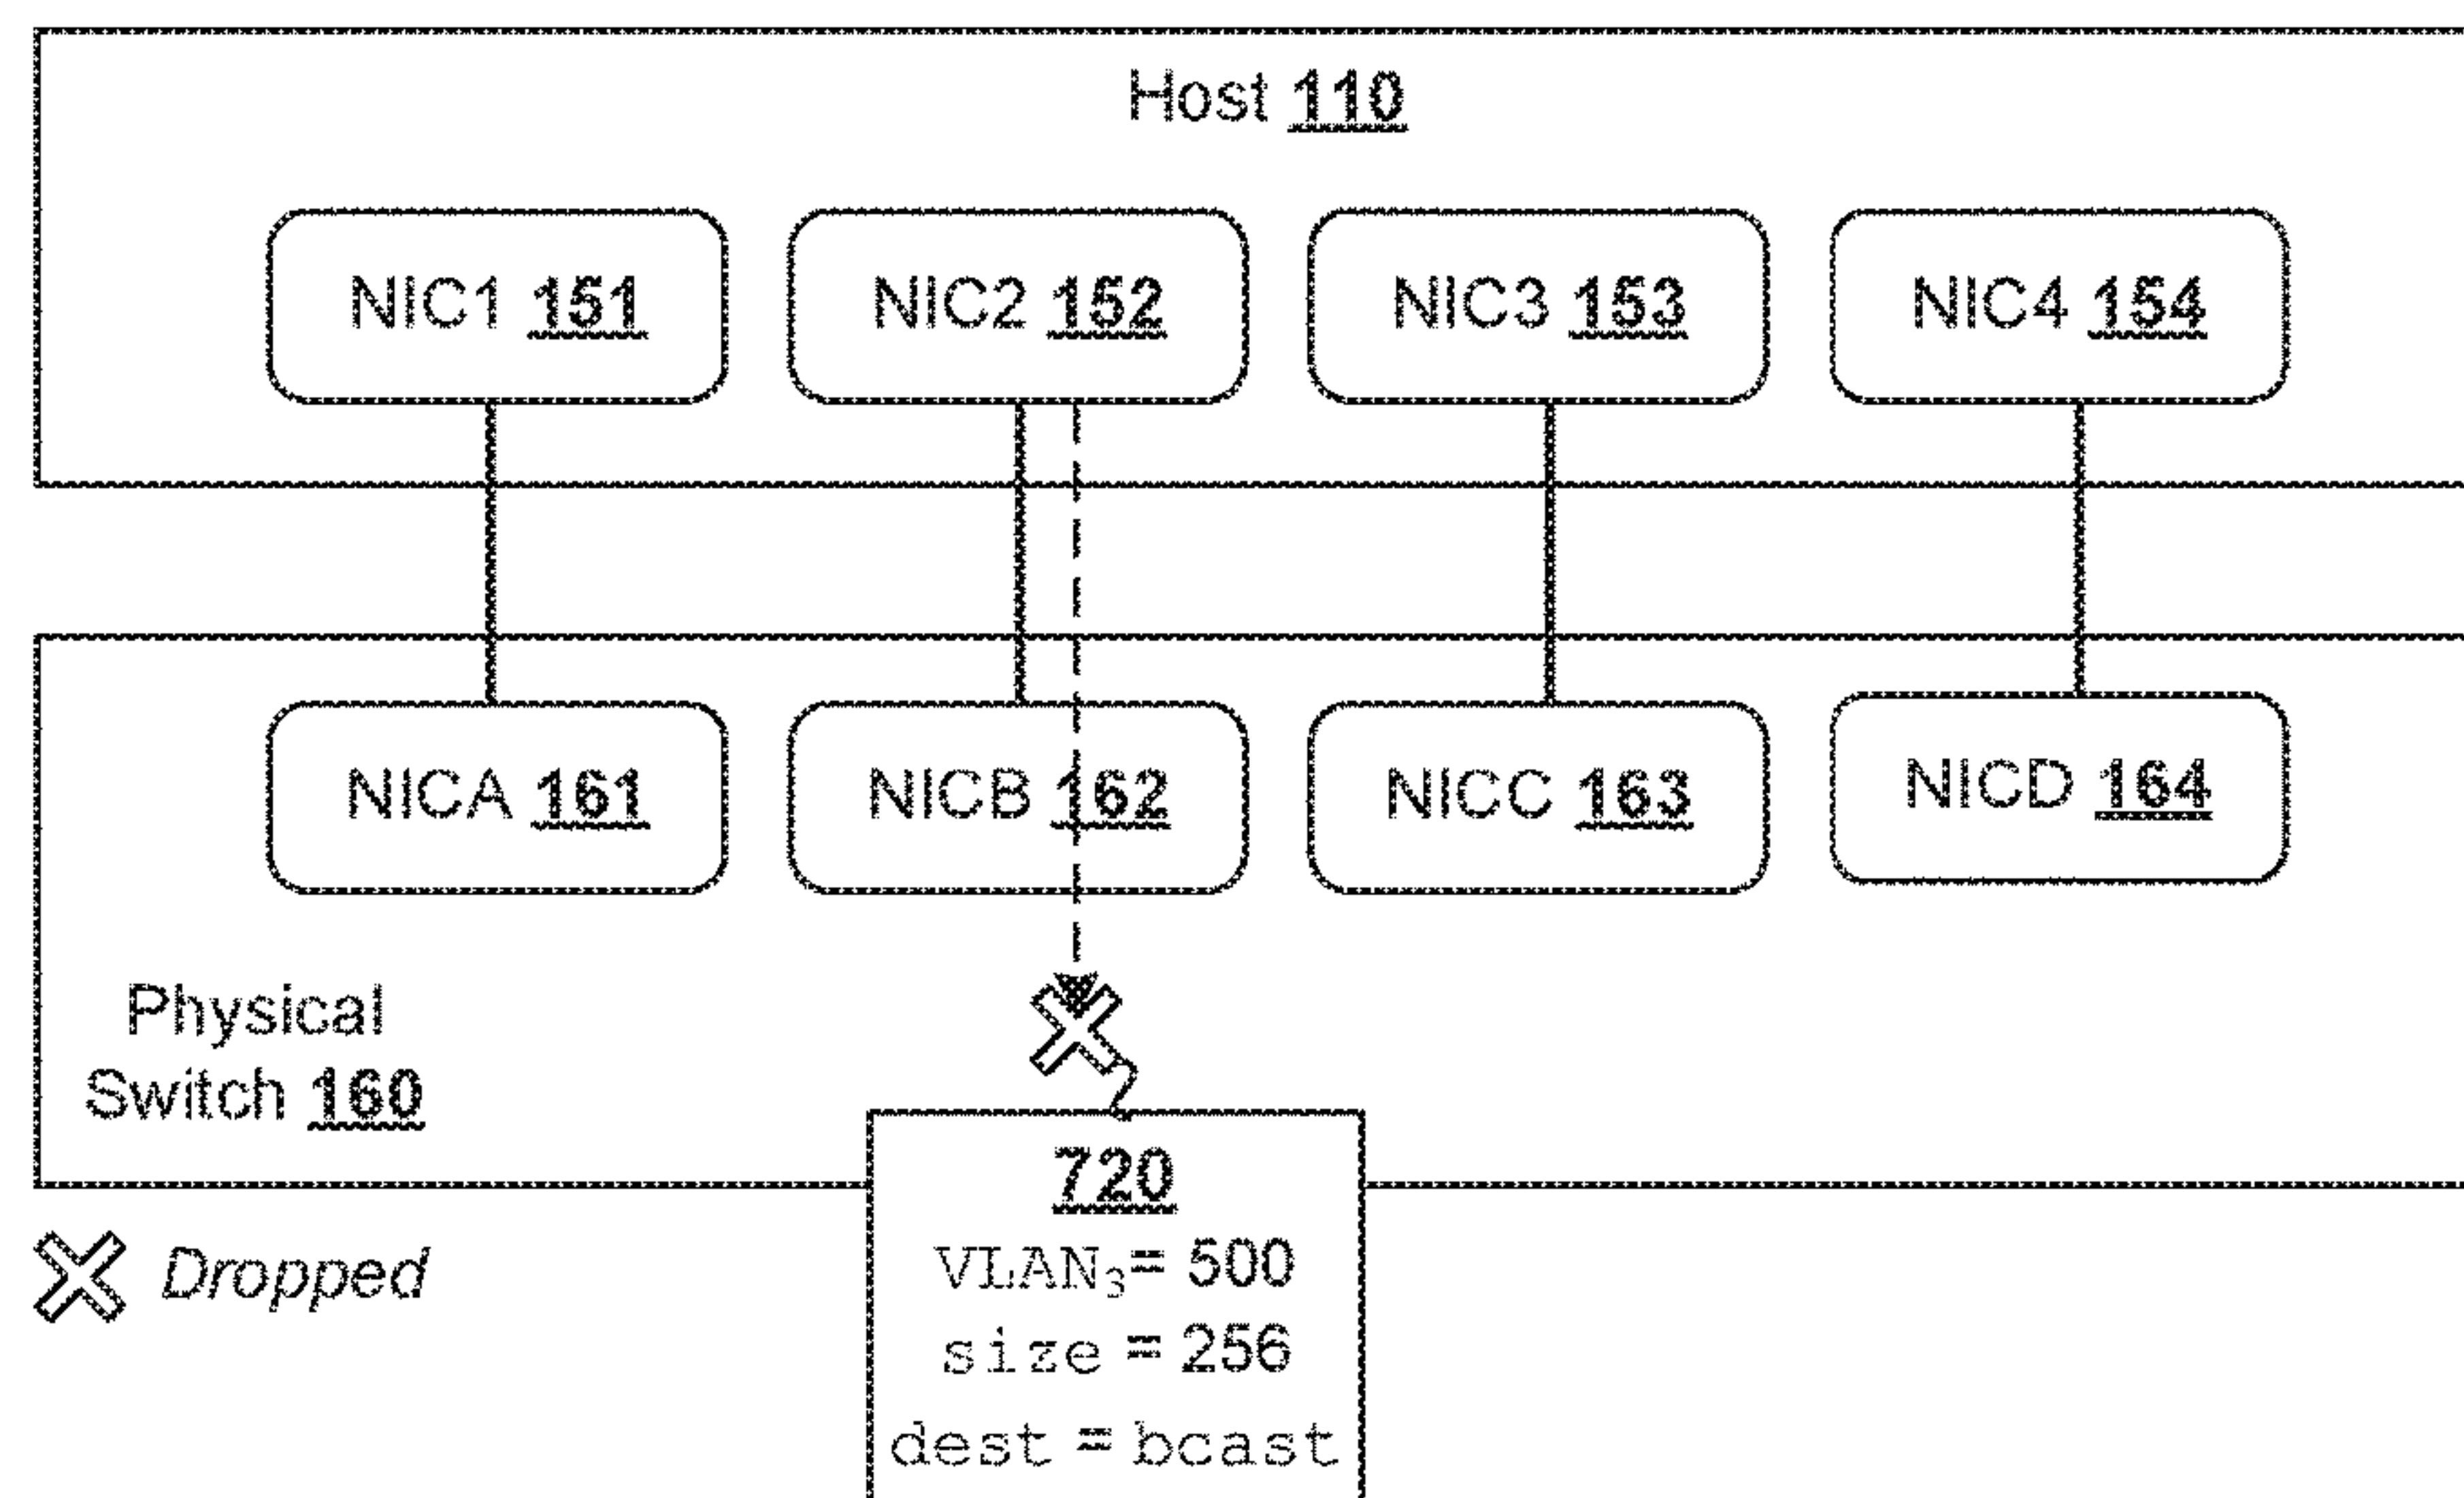 Host 110
NIC1 151 NIC2 152 NIC3 153 NIC4 154
NICA 161 NICB 162 NICC 163 NICD 164
Physical
Switch 160
720
VLAN₃= 500
size = 256
dest = bcast
Dropped